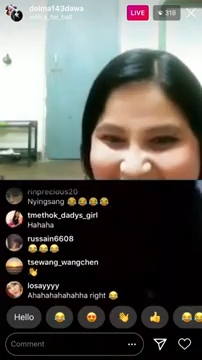 dolma143dawa
LIVE
318
rinprecious20
Nyingsang 😂😂😂😂
tmethok_dadys_girl
Hahaha
russain6608
😂😂😂
tsewang_wangchen
👋
losayyyy
Ahahahahahahha right 😂
Hello
Comment